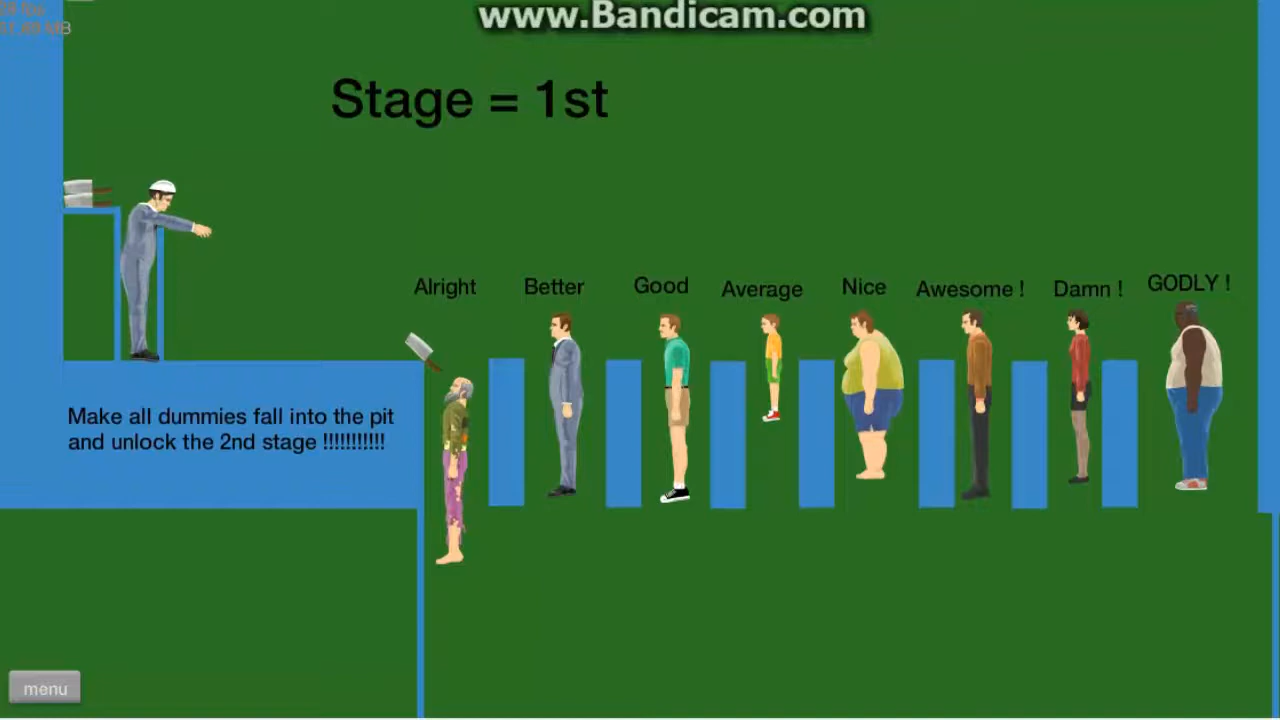 www.Bandicam.com
Stage = 1st
Alright
Better
Good
Average
Nice
Awesome !
Damn !
GODLY !
Make all dummies fall into the pit
and unlock the 2nd stage !!!!!!!!!!!
menu